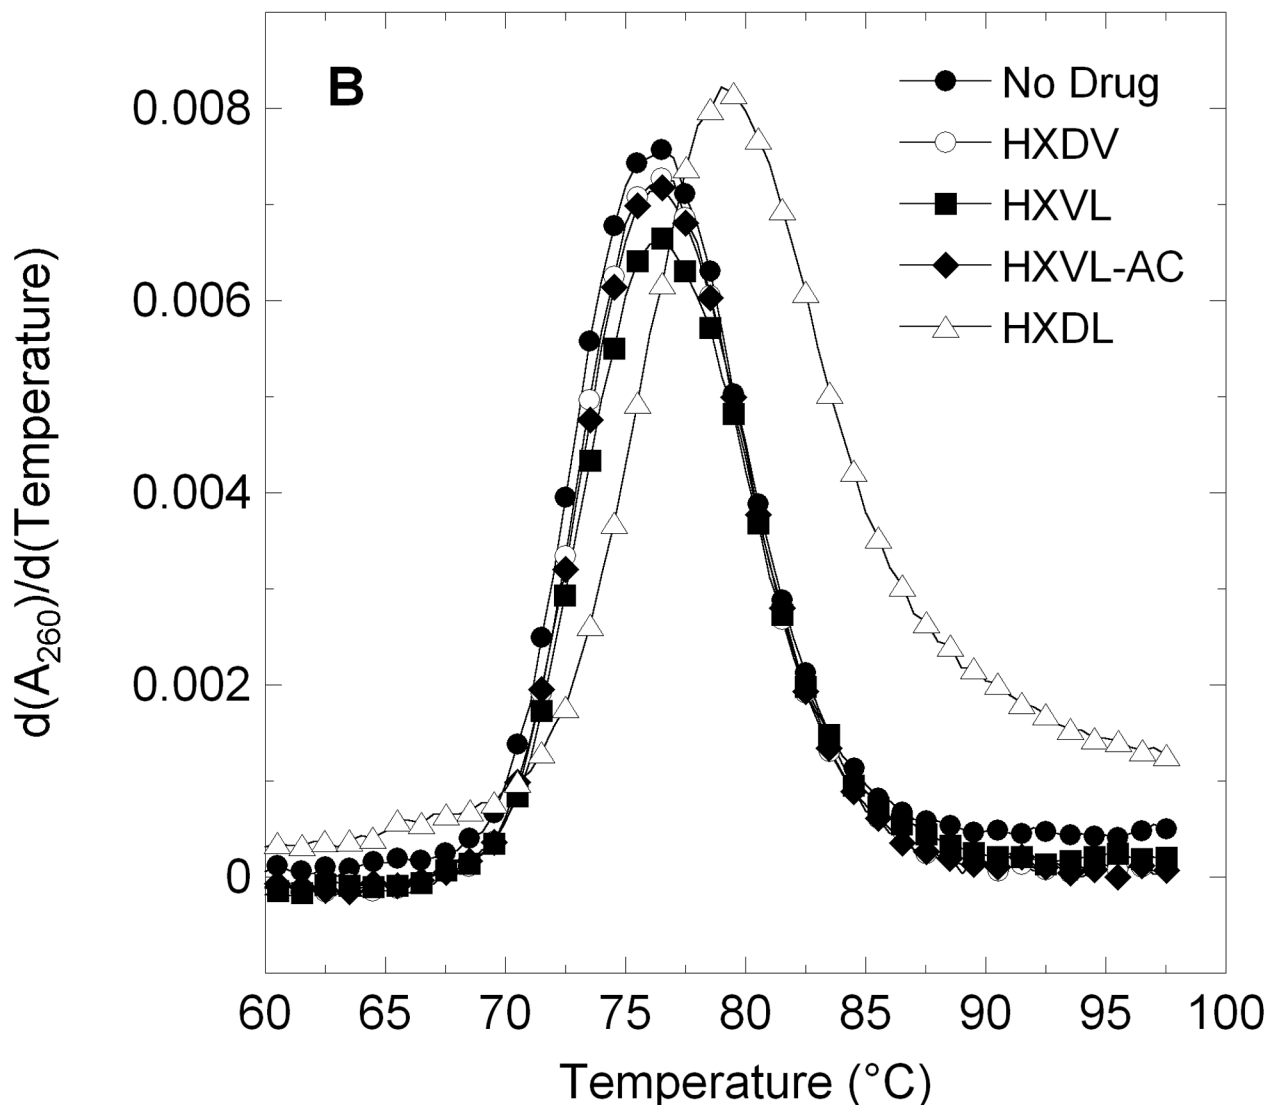 B
No Drug
HXDV
HXVL
HXVL-AC
HXDL
0.008
0.006
0.004
0.002
0
d(A260)/d(Temperature)
60 65 70 75 80 85 90 95 100
Temperature (°C)